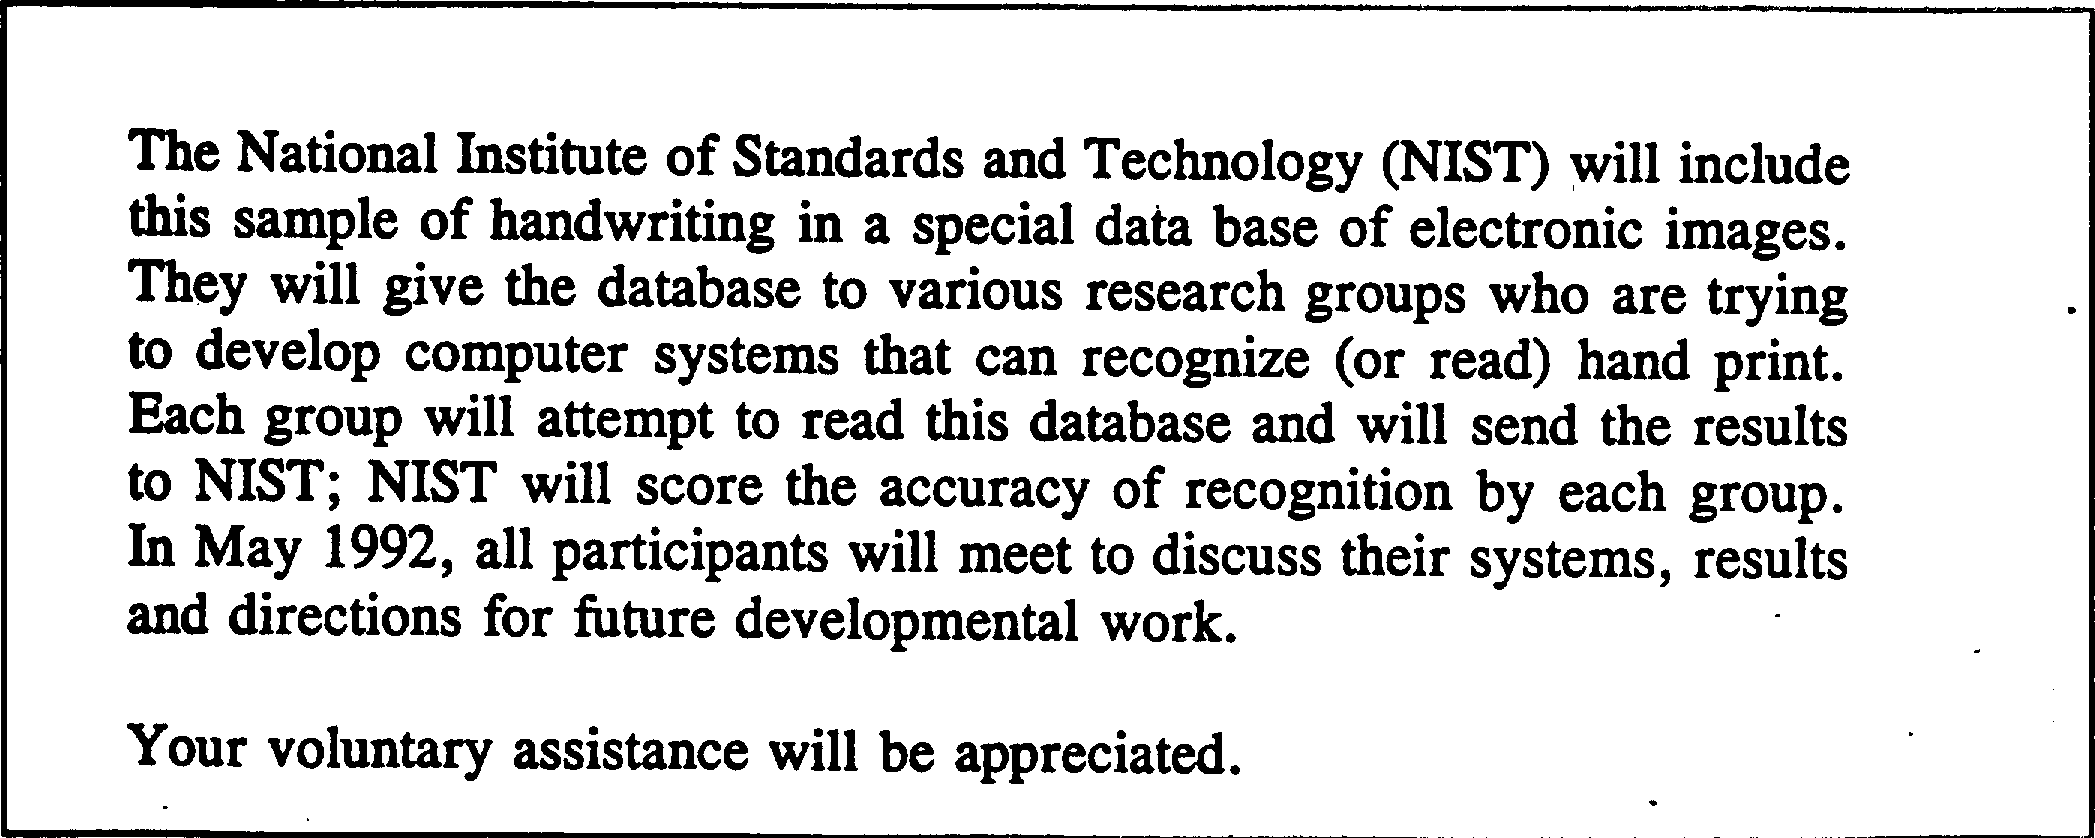 The National Institute of Standards and Technology (NIST) will include
this sample of handwriting in a special data base of electronic images.
They will give the database to various research groups who are trying
to develop computer systems that can recognize (or read) hand print.
Each group will attempt to read this database and will send the results
to NIST; NIST will score the accuracy of recognition by each group.
In May 1992, all participants will meet to discuss their systems, results
and directions for future developmental work.
Your voluntary assistance will be appreciated.